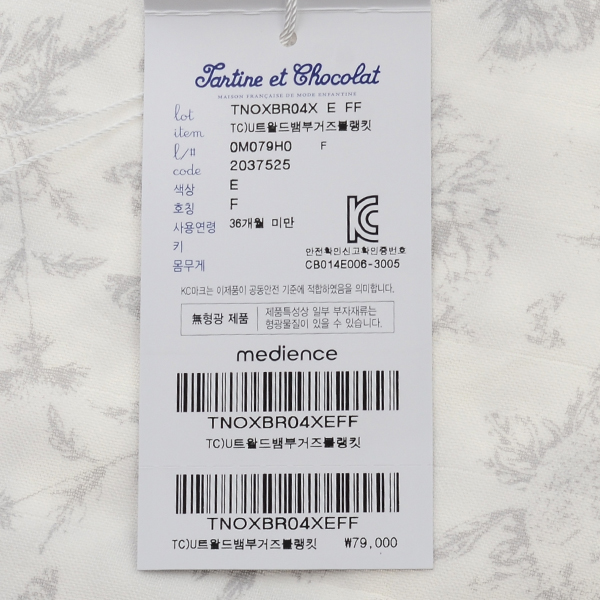 Tartine et Chocolat
MAISON FRANÇAISE DE MODE ENFANTINE
lot TNOXBR04X E FF
item TC)U트왈드뱀부거즈블랭킷
l/# 0M079H0 F
code 2037525
색상 E
호칭 F
사용연령 36개월 미만
키
몸무게
KC
안전확인신고확인증번호
CB014E006-3005
KC마크는 이제품이 공통안전 기준에 적합하였음을 의미합니다.
無형광 제품
제품특성상 일부 부자재류는
형광물질이 있을 수 있습니다.
medience
TNOXBR04XEFF
TC)U트왈드뱀부거즈블랭킷
TNOXBR04XEFF
TC)U트왈드뱀부거즈블랭킷 ₩79,000